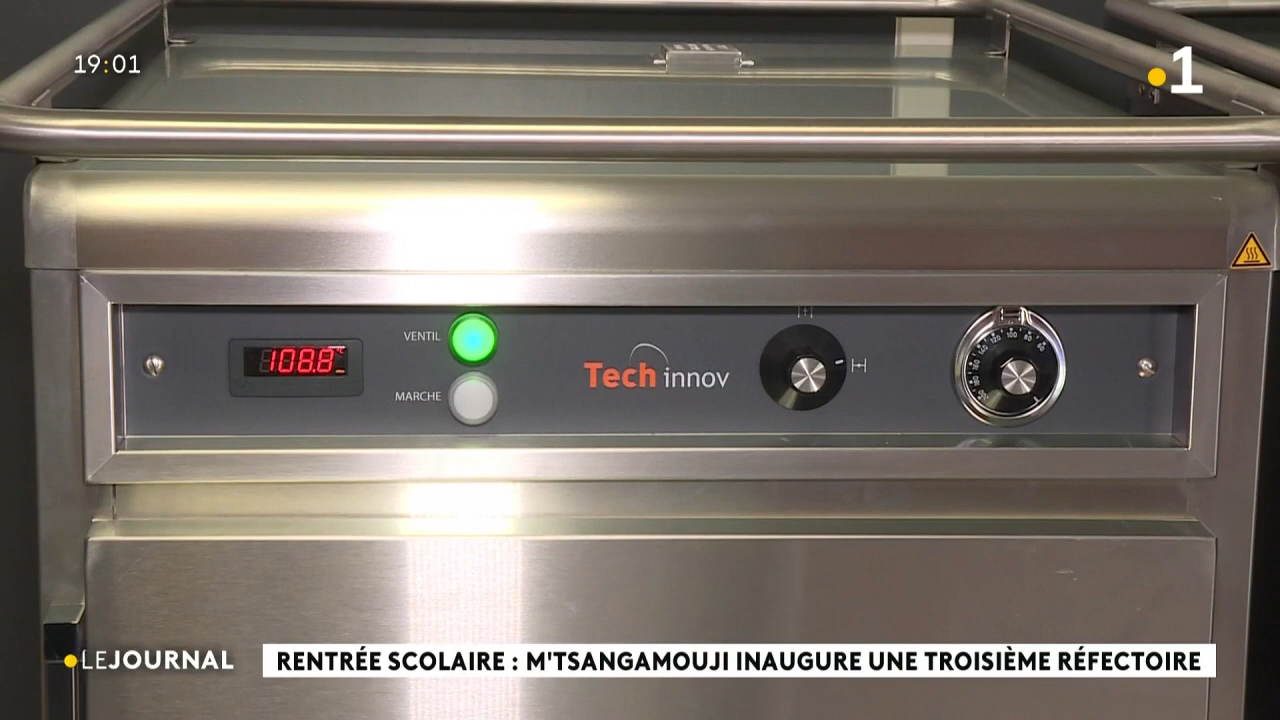 19:01
1
108.8
VENTIL
MARCHE
Tech innov
LEJOURNAL
RENTRÉE SCOLAIRE : M'TSANGAMOUJI INAUGURE UNE TROISIÈME RÉFECTOIRE